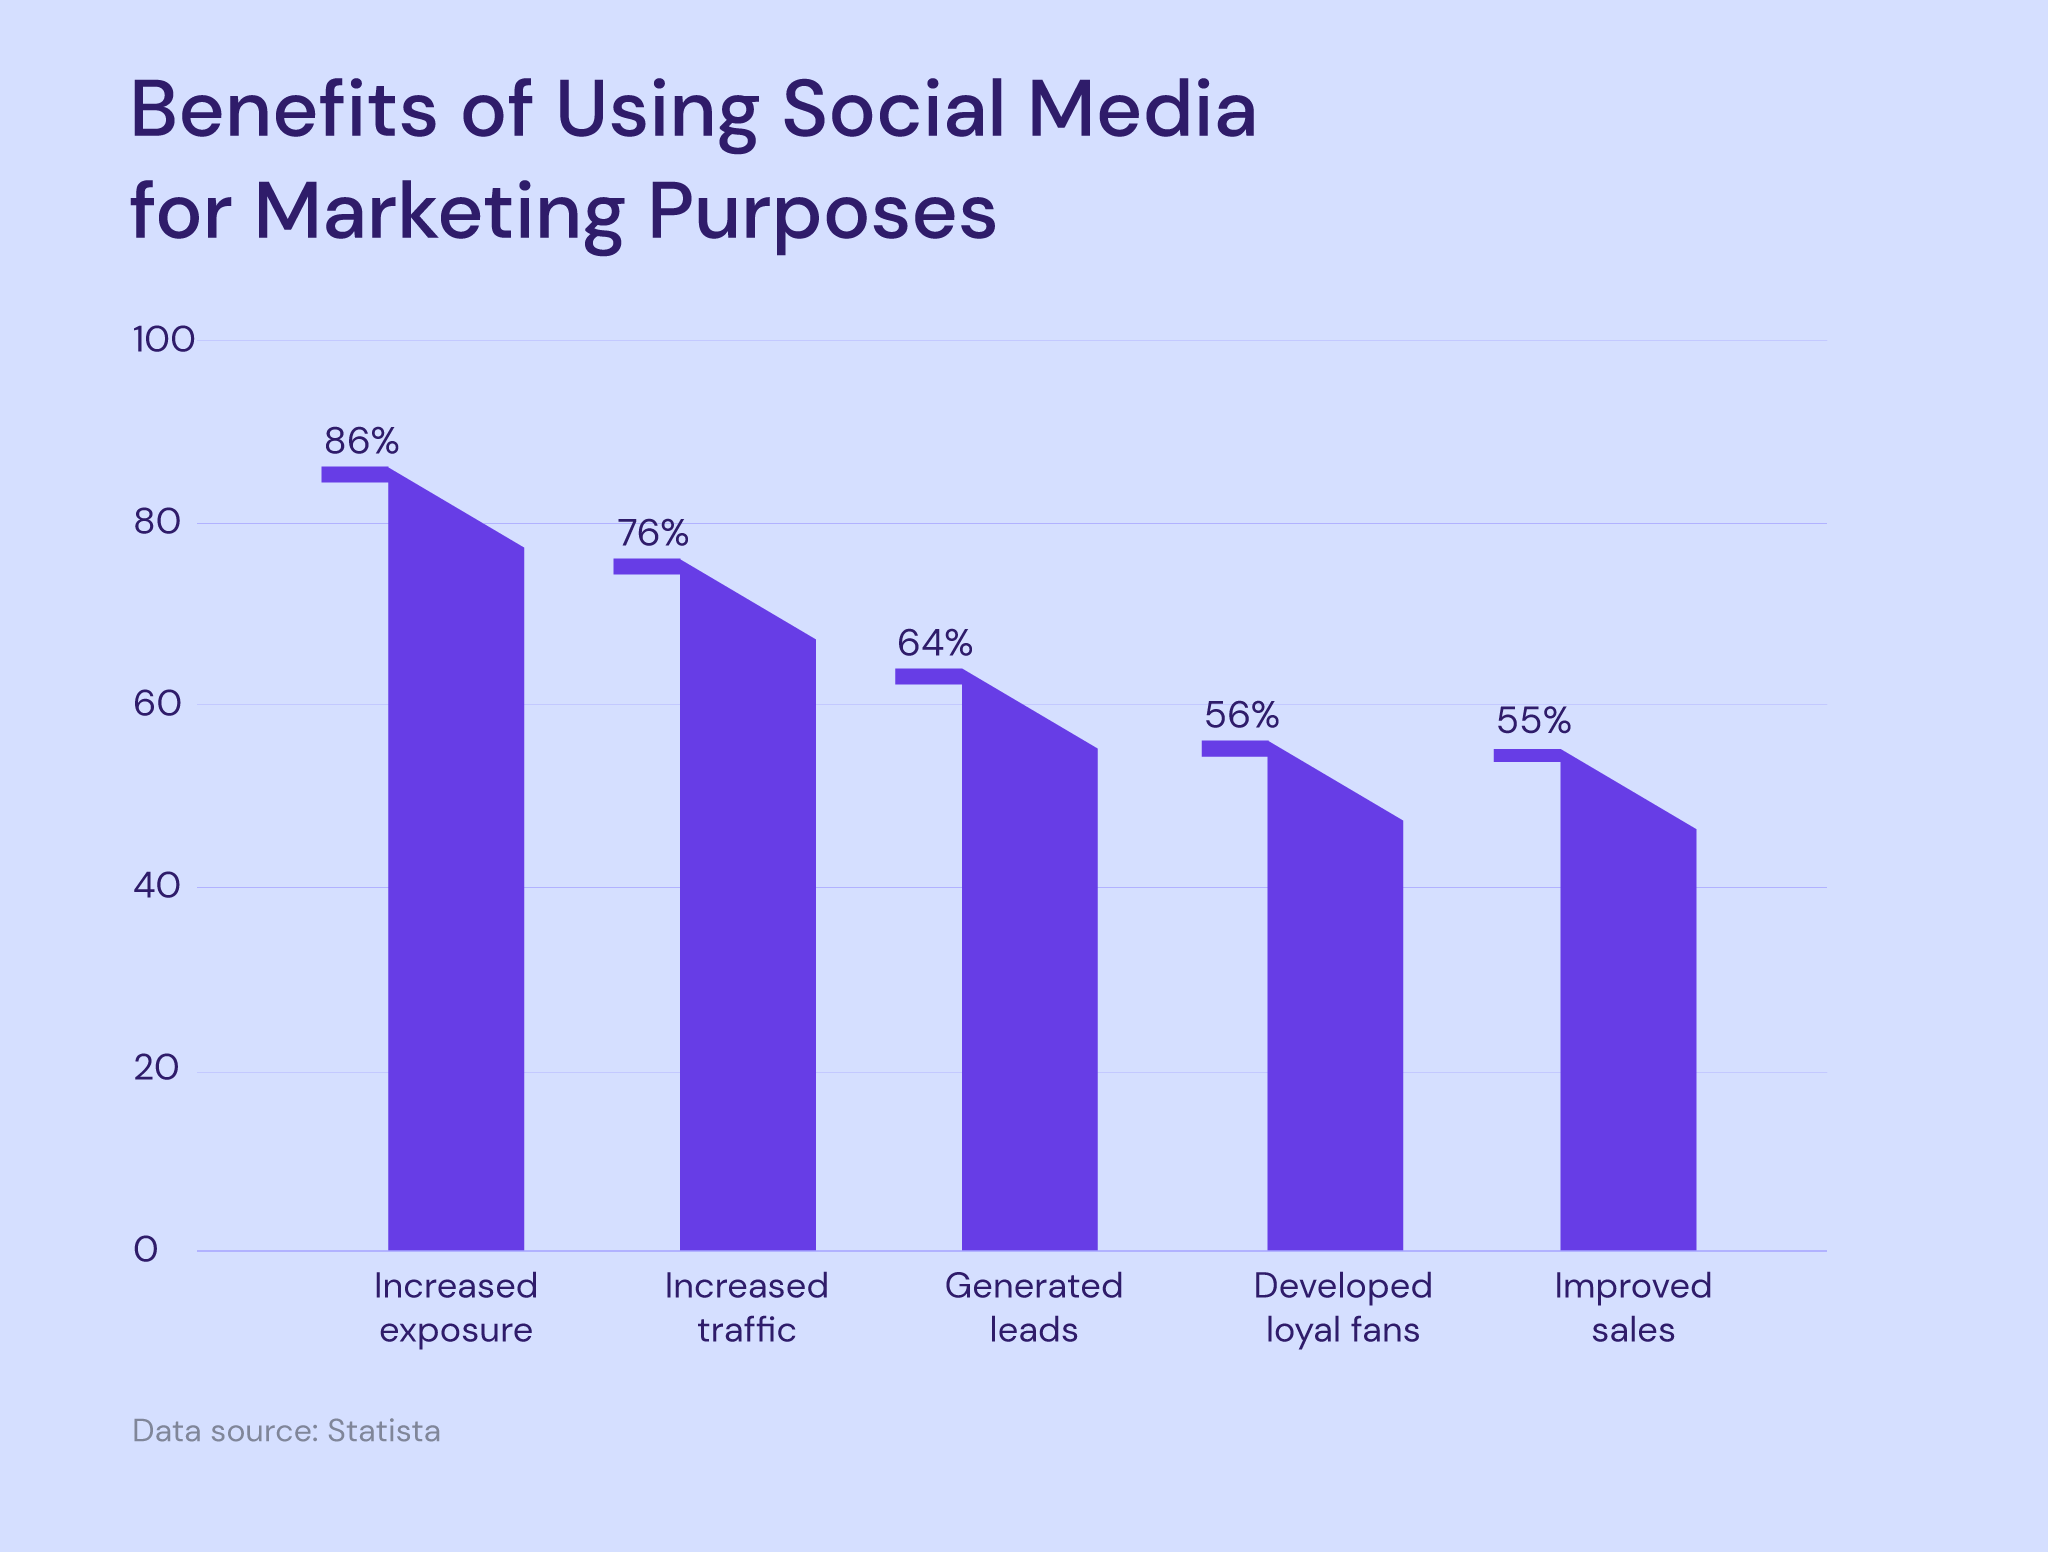 Benefits of Using Social Media
for Marketing Purposes
100
86%
80
76%
64%
60
56%
55%
40
20
0
Increased
exposure
Increased
traffic
Generated
leads
Developed
loyal fans
Improved
sales
Data source: Statista